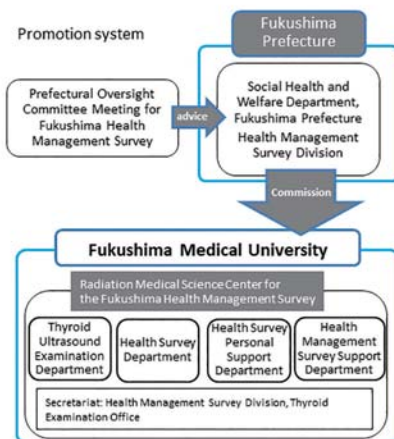 Promotion system
Fukushima
Prefecture
Prefectural Oversight
Committee Meeting for
Fukushima Health
Management Survey
advice
Social Health and
Welfare Department,
Fukushima Prefecture
Health Management
Survey Division
Commission
Fukushima Medical University
Radiation Medical Science Center for
the Fukushima Health Management Survey
Thyroid
Ultrasound
Examination
Department
Health Survey
Department
Health Survey
Personal
Support
Department
Health
Management
Survey Support
Department
Secretariat: Health Management Survey Division, Thyroid
Examination Office